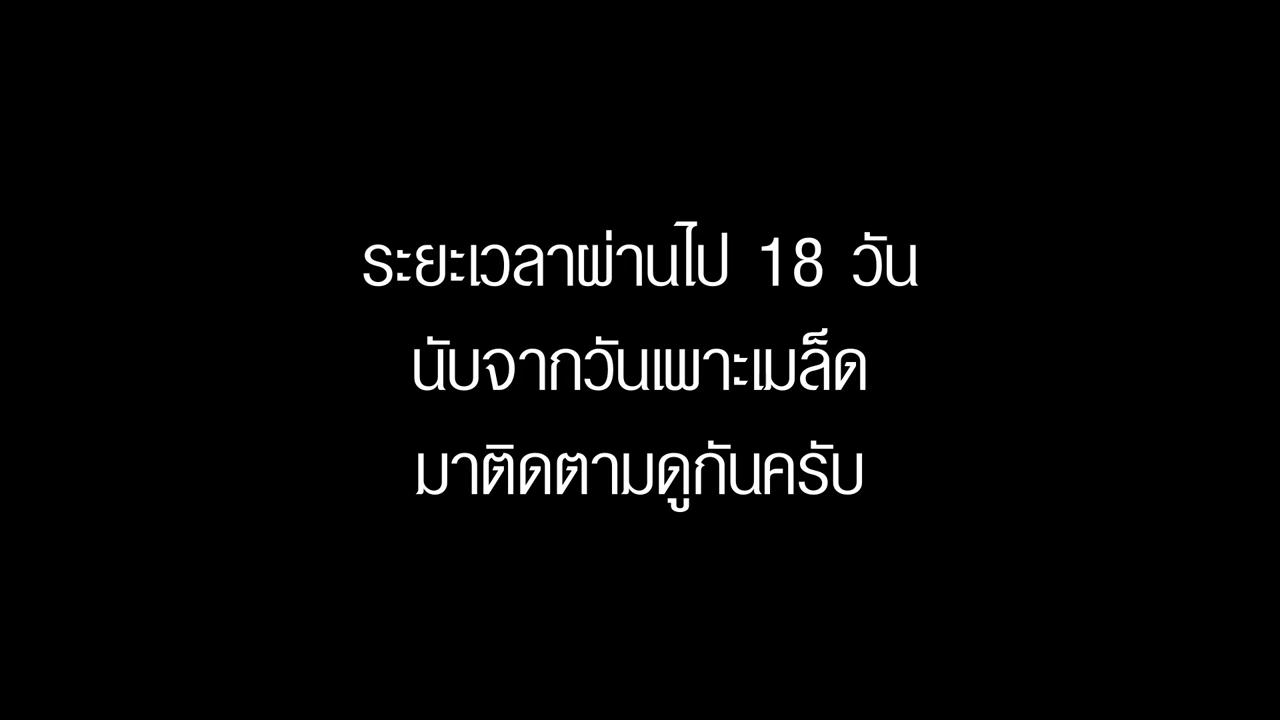 ระยะเวลาผ่านไป 18 วัน
นับจากวันเพาะเมล็ด
มาติดตามดูกันครับ